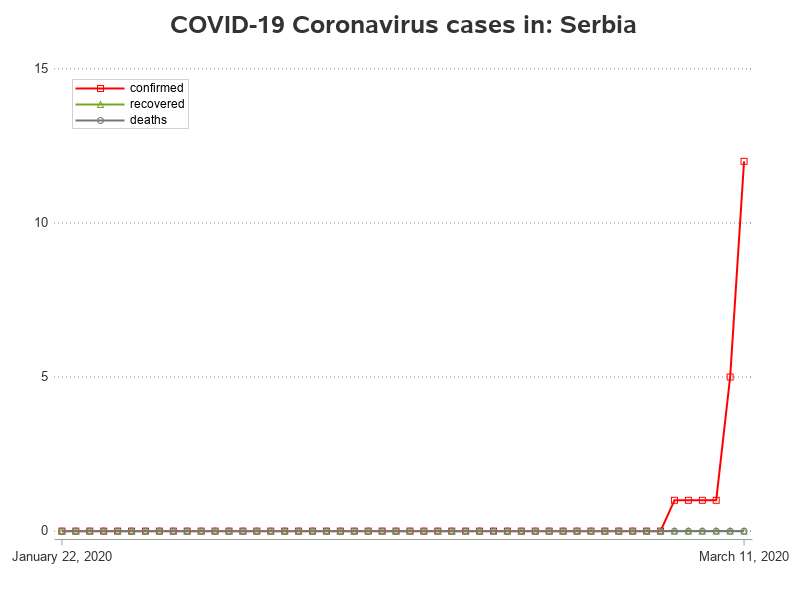 COVID-19 Coronavirus cases in: Serbia
15
confirmed
recovered
deaths
10
5
0
January 22, 2020
March 11, 2020